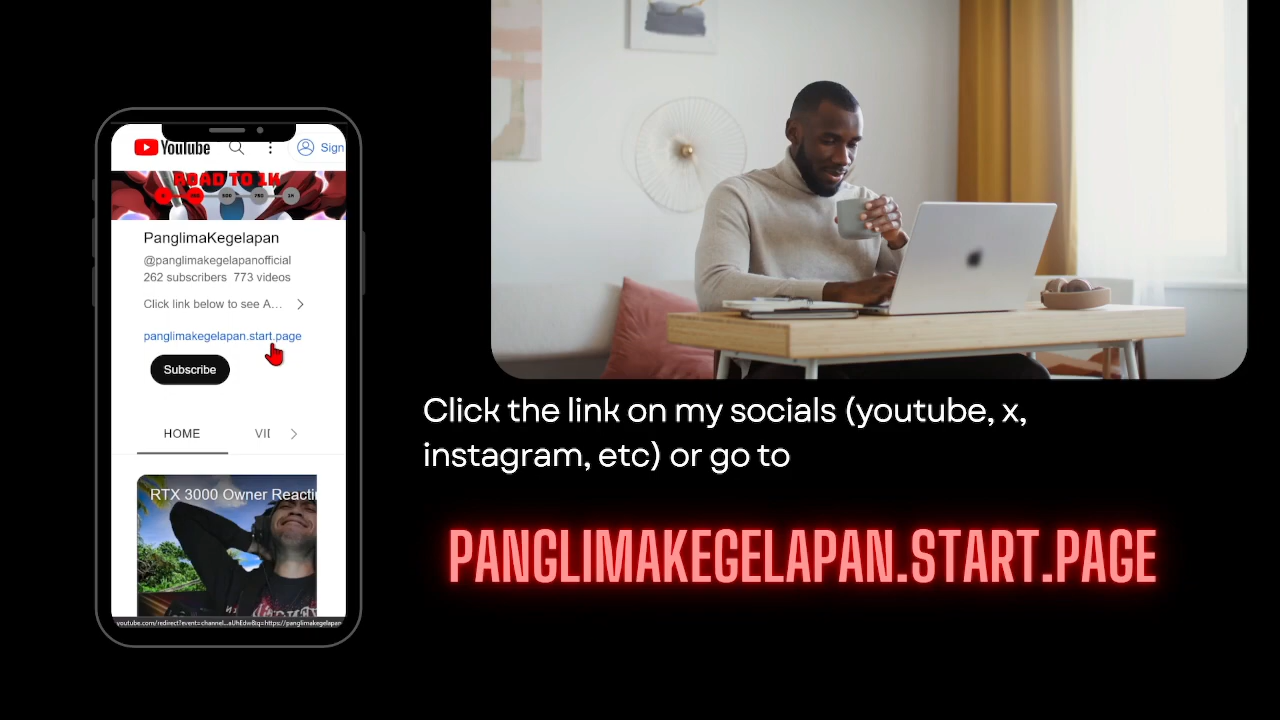 YouTube
Sign
ROAD TO 1K
PanglimaKegelapan
@panglimakegelapanofficial
262 subscribers 773 videos
Click link below to see A...
panglimakegelapan.start.page
Subscribe
HOME
RTX 3000 Owner Reactin
Click the link on my socials (youtube, x,
instagram, etc) or go to
PANGLIMAKEGELAPAN.START.PAGE